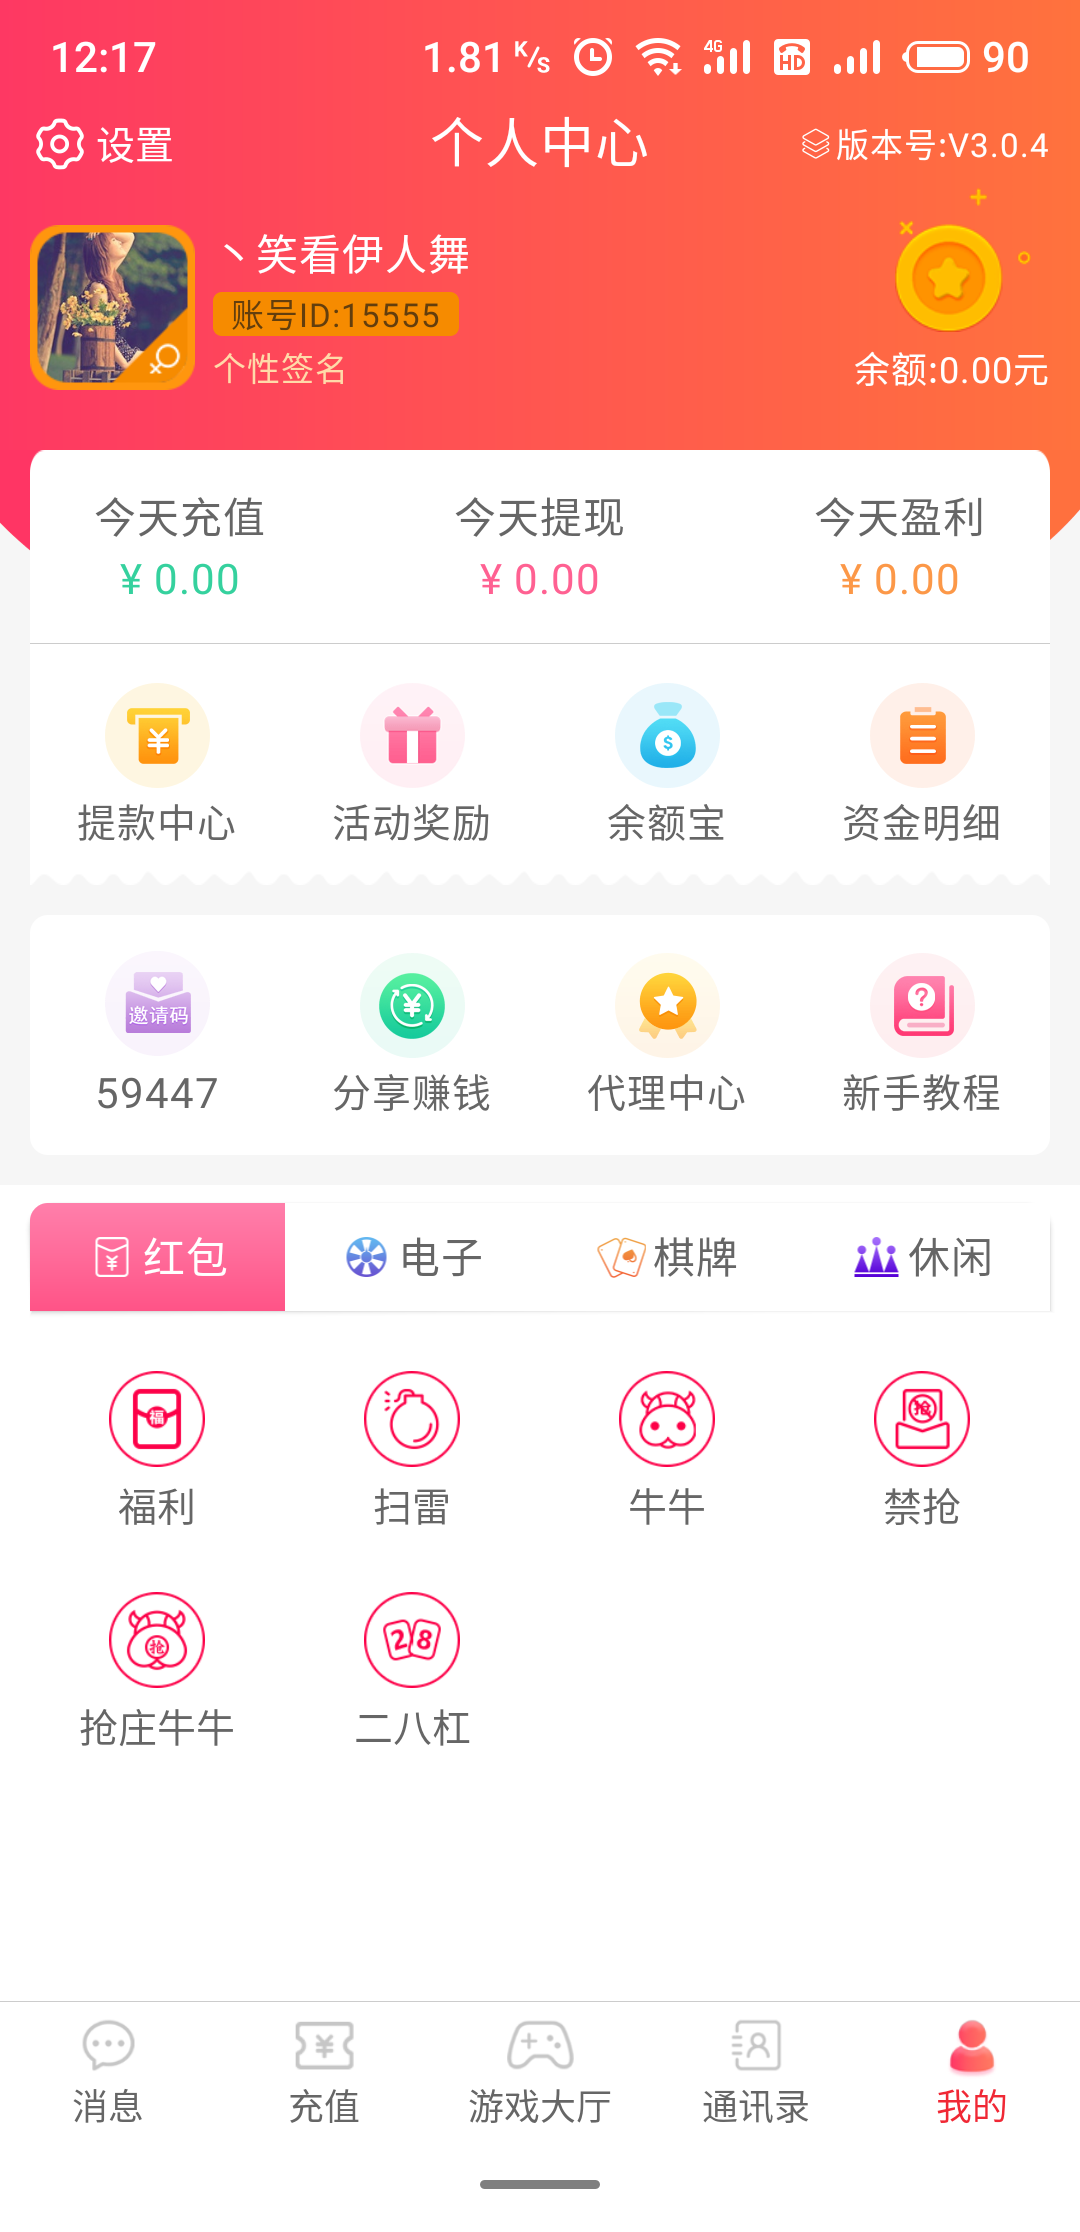 12:17 1.81 K/s 4G HD 90
设置 个人中心 版本号:V3.0.4
丶笑看伊人舞
账号ID:15555
个性签名 余额:0.00元
今天充值 今天提现 今天盈利
¥ 0.00 ¥ 0.00 ¥ 0.00
¥ $
提款中心 活动奖励 余额宝 资金明细
邀请码 ¥ ?
59447 分享赚钱 代理中心 新手教程
¥ 红包 电子 棋牌 休闲
福 抢
福利 扫雷 牛牛 禁抢
抢 28
抢庄牛牛 二八杠
¥
消息 充值 游戏大厅 通讯录 我的